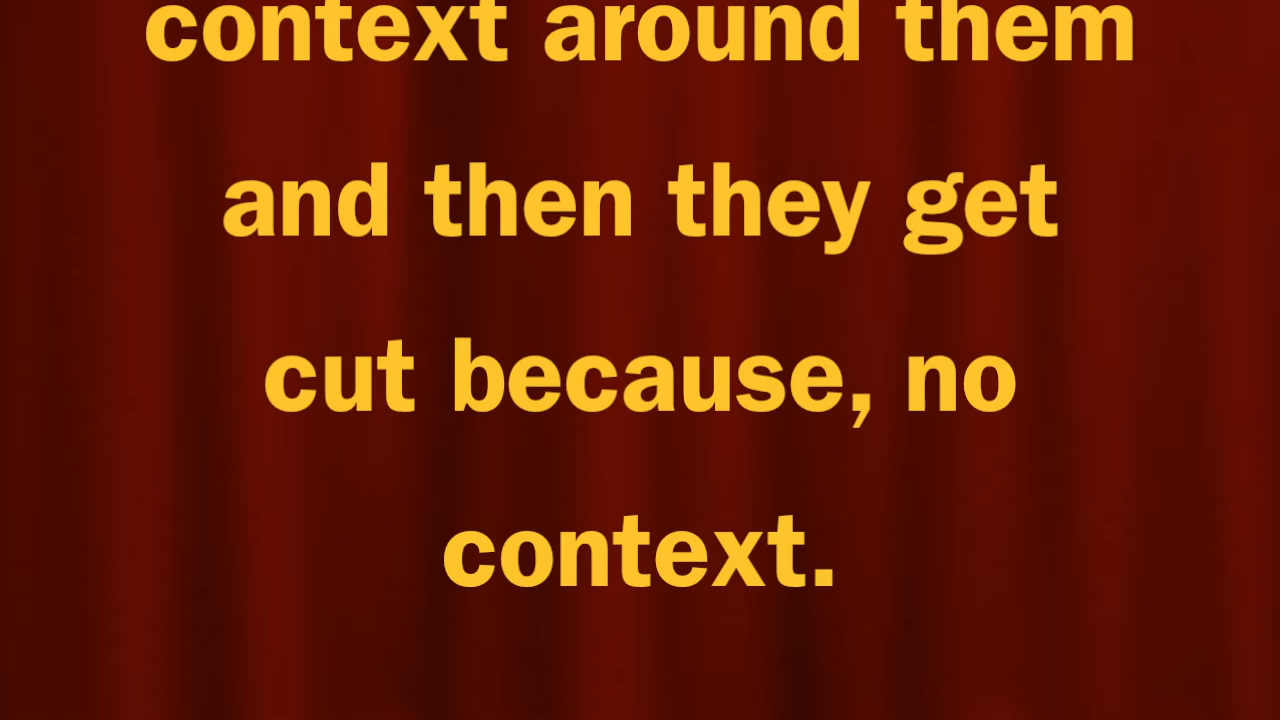 context around them
and then they get
cut because, no
context.